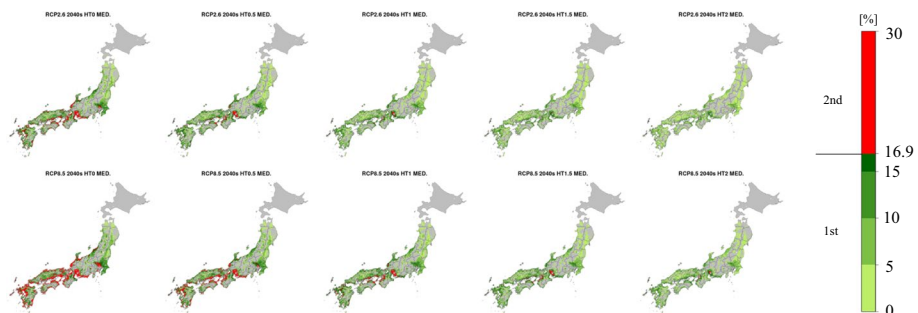 RCP2.6 2040s HT0 MED.
RCP2.6 2040s HT0.5 MED.
RCP2.6 2040s HT1 MED.
RCP2.6 2040s HT1.5 MED.
RCP2.6 2040s HT2 MED.
RCP8.5 2040s HT0 MED.
RCP8.5 2040s HT0.5 MED.
RCP8.5 2040s HT1 MED.
RCP8.5 2040s HT1.5 MED.
RCP8.5 2040s HT2 MED.
[%]
30
2nd
16.9
15
10
1st
5
0